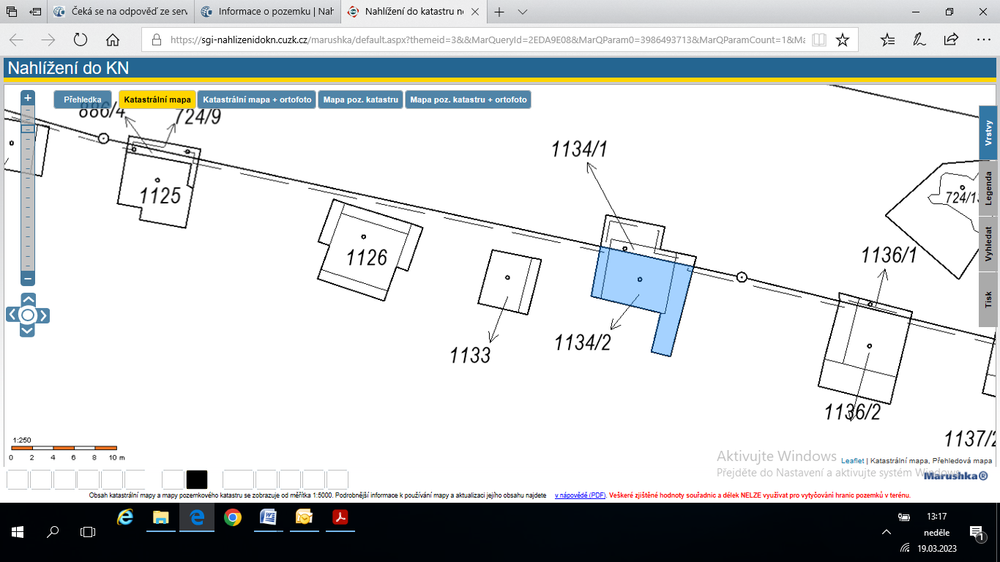 Čeká se na odpověď ze serv
Informace o pozemku | Nah
Nahlížení do katastru ne
https://sgi-nahlizenidokn.cuzk.cz/marushka/default.aspx?themeid=3&&MarQueryId=2EDA9E08&MarQParam0=3986493713&MarQParamCount=1&Ma
Nahlížení do KN
Přehledka
Katastrální mapa
Katastrální mapa + ortofoto
Mapa poz. katastru
Mapa poz. katastru + ortofoto
886/4
724/9
1134/1
1125
724/13
1126
1136/1
1133
1134/2
1136/2
1137/2
Vrstvy
Legenda
Vyhledat
Tisk
1:250
0 2 4 6 8 10 m
Aktivujte Windows
Přejděte do Nastavení a aktivujte systém Windows.
Leaflet | Katastrální mapa, Přehledová mapa
Marushka®
Obsah katastrální mapy a mapy pozemkového katastru se zobrazuje od měřítka 1:5000. Podrobnější informace k používání mapy a aktualizaci jejího obsahu najdete v nápovědě (PDF). Veškeré zjištěné hodnoty souřadnic a délek NELZE využívat pro vytyčování hranic pozemků v terénu.
13:17
neděle
19.03.2023
1